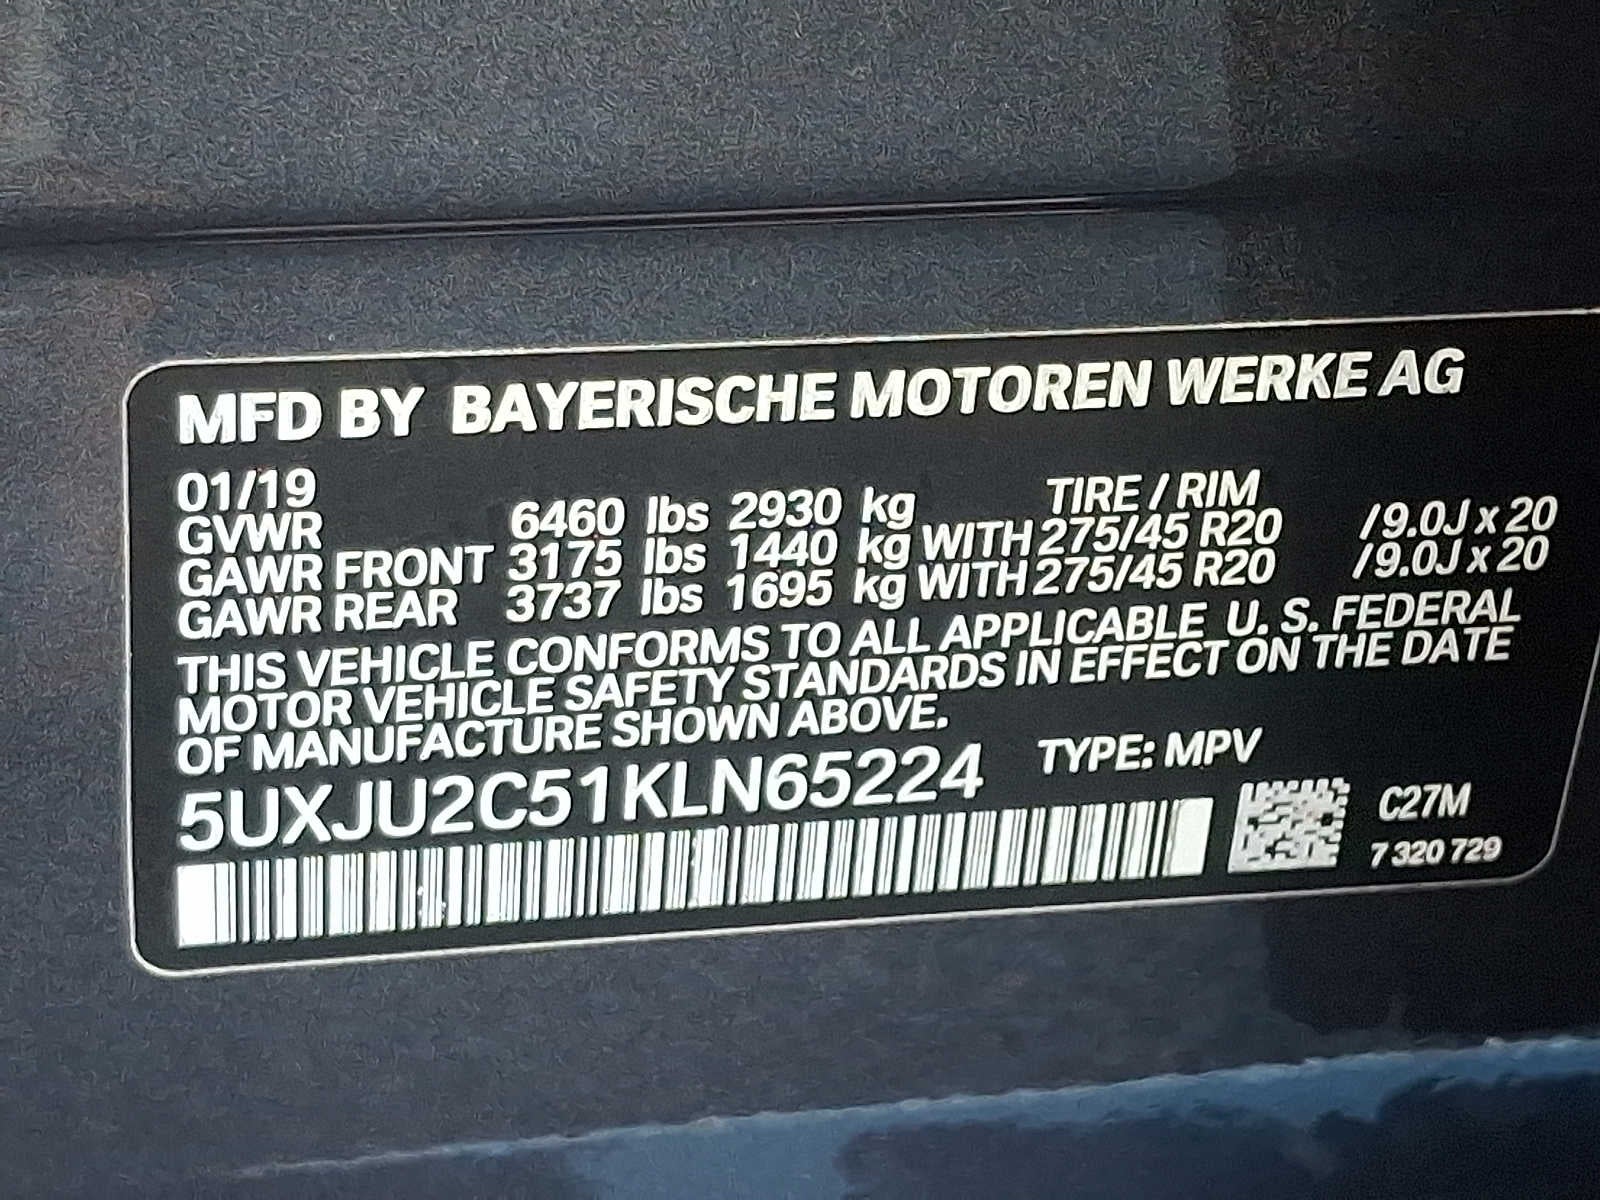 MFD BY BAYERISCHE MOTOREN WERKE AG
01/19 TIRE / RIM
GVWR 6460 lbs 2930 kg
GAWR FRONT 3175 lbs 1440 kg WITH 275/45 R20 / 9.0J x 20
GAWR REAR 3737 lbs 1695 kg WITH 275/45 R20 / 9.0J x 20
THIS VEHICLE CONFORMS TO ALL APPLICABLE U. S. FEDERAL
MOTOR VEHICLE SAFETY STANDARDS IN EFFECT ON THE DATE
OF MANUFACTURE SHOWN ABOVE.
5UXJU2C51KLN65224 TYPE: MPV
C27M
7 320 729